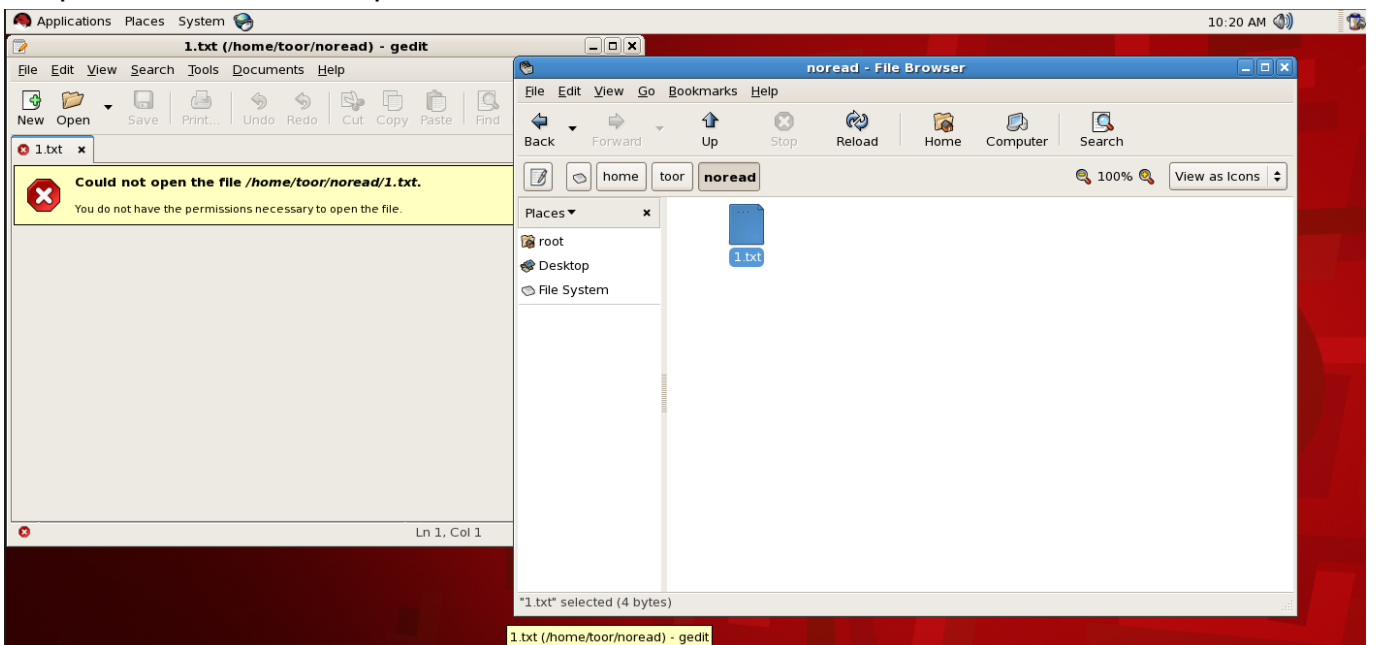 Applications Places System
10:20 AM
1.txt (/home/toor/noread) - gedit
File Edit View Search Tools Documents Help
New Open Save Print... Undo Redo Cut Copy Paste Find
1.txt
Could not open the file /home/toor/noread/1.txt.
You do not have the permissions necessary to open the file.
Ln 1, Col 1
noread - File Browser
File Edit View Go Bookmarks Help
Back Forward Up Stop Reload Home Computer Search
home toor noread 100% View as Icons
Places
root
Desktop
File System
1.txt
"1.txt" selected (4 bytes)
1.txt (/home/toor/noread) - gedit